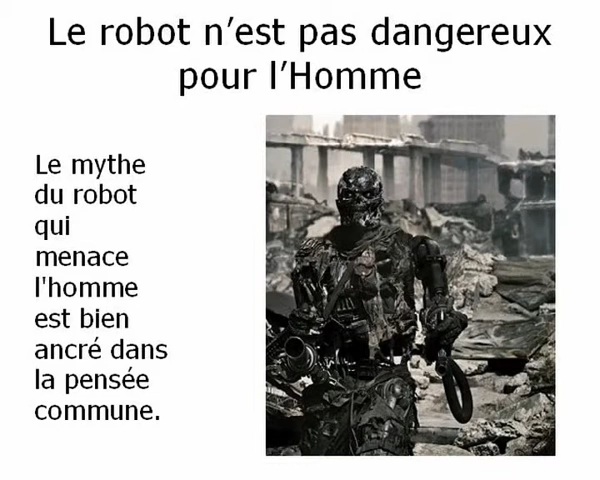 Le robot n’est pas dangereux
pour l’Homme
Le mythe
du robot
qui
menace
l'homme
est bien
ancré dans
la pensée
commune.